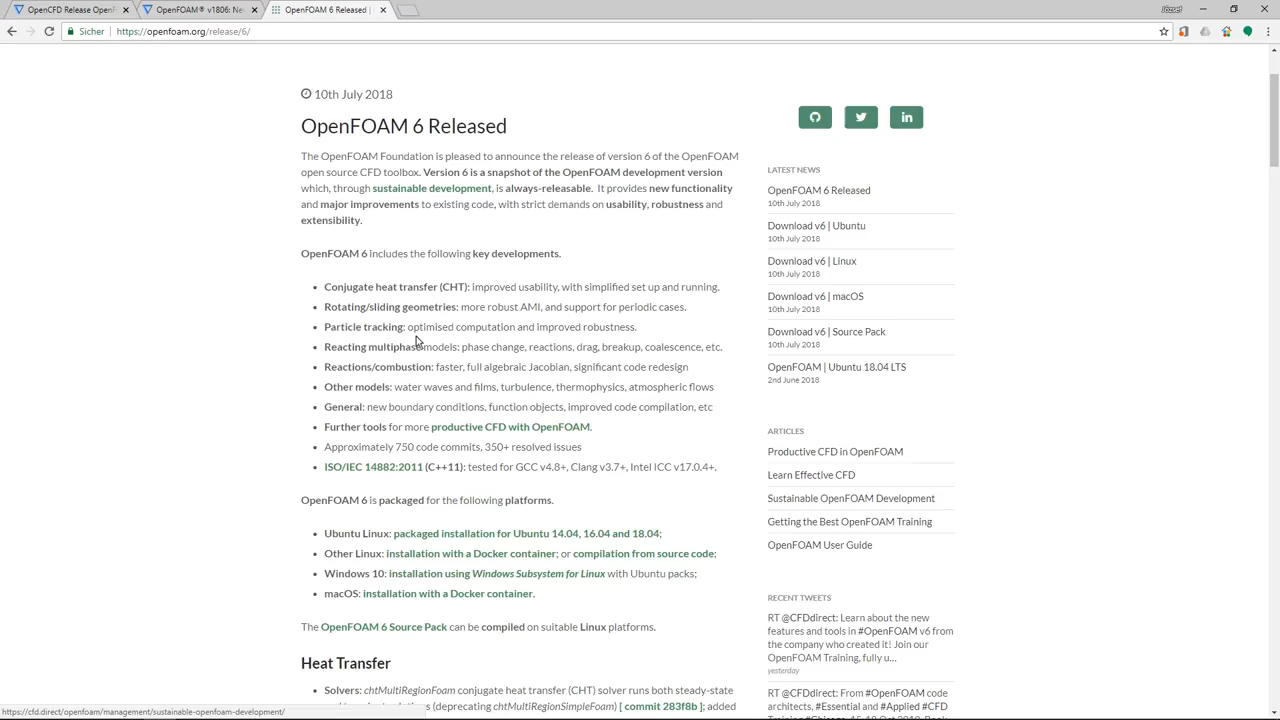 OpenCFD Release OpenF
OpenFOAM® v1806: Ne
OpenFOAM 6 Released |
Sicher
https://openfoam.org/release/6/
10th July 2018
OpenFOAM 6 Released
The OpenFOAM Foundation is pleased to announce the release of version 6 of the OpenFOAM
open source CFD toolbox. Version 6 is a snapshot of the OpenFOAM development version
which, through sustainable development, is always-releasable. It provides new functionality
and major improvements to existing code, with strict demands on usability, robustness and
extensibility.
OpenFOAM 6 includes the following key developments.
• Conjugate heat transfer (CHT): improved usability, with simplified set up and running.
• Rotating/sliding geometries: more robust AMI, and support for periodic cases.
• Particle tracking: optimised computation and improved robustness.
• Reacting multiphase models: phase change, reactions, drag, breakup, coalescence, etc.
• Reactions/combustion: faster, full algebraic Jacobian, significant code redesign
• Other models: water waves and films, turbulence, thermophysics, atmospheric flows
• General: new boundary conditions, function objects, improved code compilation, etc
• Further tools for more productive CFD with OpenFOAM.
• Approximately 750 code commits, 350+ resolved issues
• ISO/IEC 14882:2011 (C++11): tested for GCC v4.8+, Clang v3.7+, Intel ICC v17.0.4+.
OpenFOAM 6 is packaged for the following platforms.
• Ubuntu Linux: packaged installation for Ubuntu 14.04, 16.04 and 18.04;
• Other Linux: installation with a Docker container; or compilation from source code;
• Windows 10: installation using Windows Subsystem for Linux with Ubuntu packs;
• macOS: installation with a Docker container.
The OpenFOAM 6 Source Pack can be compiled on suitable Linux platforms.
Heat Transfer
• Solvers: chtMultiRegionFoam conjugate heat transfer (CHT) solver runs both steady-state
(deprecating chtMultiRegionSimpleFoam) [ commit 283f8b ]; added
https://cfd.direct/openfoam/management/sustainable-openfoam-development/
LATEST NEWS
OpenFOAM 6 Released
10th July 2018
Download v6 | Ubuntu
10th July 2018
Download v6 | Linux
10th July 2018
Download v6 | macOS
10th July 2018
Download v6 | Source Pack
10th July 2018
OpenFOAM | Ubuntu 18.04 LTS
2nd June 2018
ARTICLES
Productive CFD in OpenFOAM
Learn Effective CFD
Sustainable OpenFOAM Development
Getting the Best OpenFOAM Training
OpenFOAM User Guide
RECENT TWEETS
RT @CFDdirect: Learn about the new
features and tools in #OpenFOAM v6 from
the company who created it! Join our
OpenFOAM Training, fully u…
yesterday
RT @CFDdirect: From #OpenFOAM code
architects, #Essential and #Applied #CFD